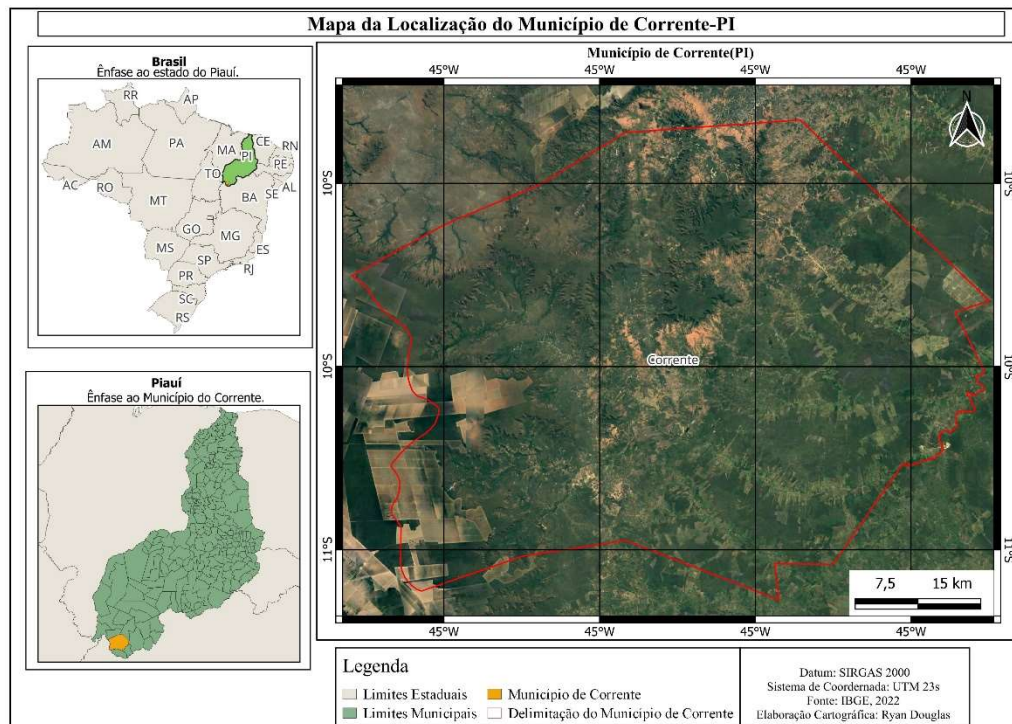 Mapa da Localização do Município de Corrente-PI
Brasil
Ênfase ao estado do Piauí.
RR
AP
AM
PA
MA
CE
RN
PI
PE
TO
AL
SE
AC
RO
BA
MT
GO
MG
ES
MS
SP
RJ
PR
SC
RS
Piauí
Ênfase ao Município do Corrente.
Município de Corrente(PI)
45°W
45°W
45°W
45°W
N
10°S
10°S
Corrente
10°S
10°S
11°S
11°S
7,5
15 km
45°W
45°W
45°W
45°W
Legenda
Limites Estaduais
Município de Corrente
Limites Municipais
Delimitação do Município de Corrente
Datum: SIRGAS 2000
Sistema de Coordernada: UTM 23s
Fonte: IBGE, 2022
Elaboração Cartográfica: Ryan Douglas